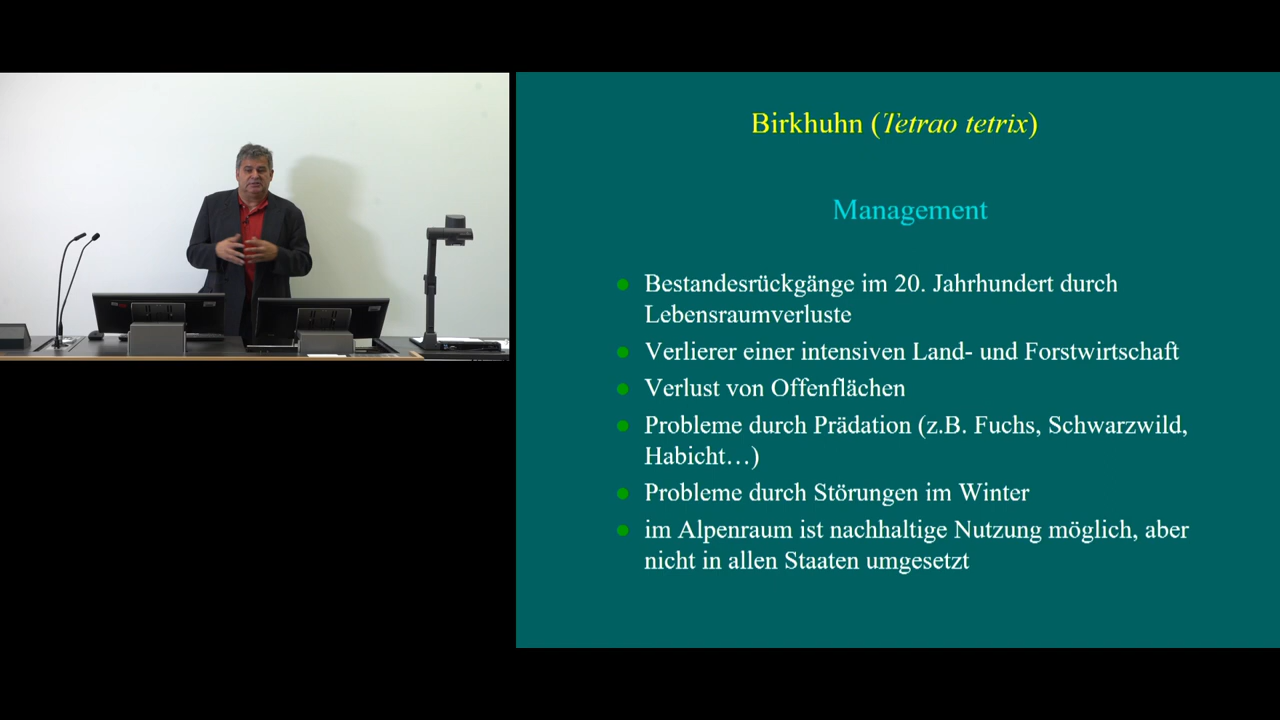 Birkhuhn (Tetrao tetrix)
Management
Bestandesrückgänge im 20. Jahrhundert durch
Lebensraumverluste
Verlierer einer intensiven Land- und Forstwirtschaft
Verlust von Offenflächen
Probleme durch Prädation (z.B. Fuchs, Schwarzwild,
Habicht…)
Probleme durch Störungen im Winter
im Alpenraum ist nachhaltige Nutzung möglich, aber
nicht in allen Staaten umgesetzt